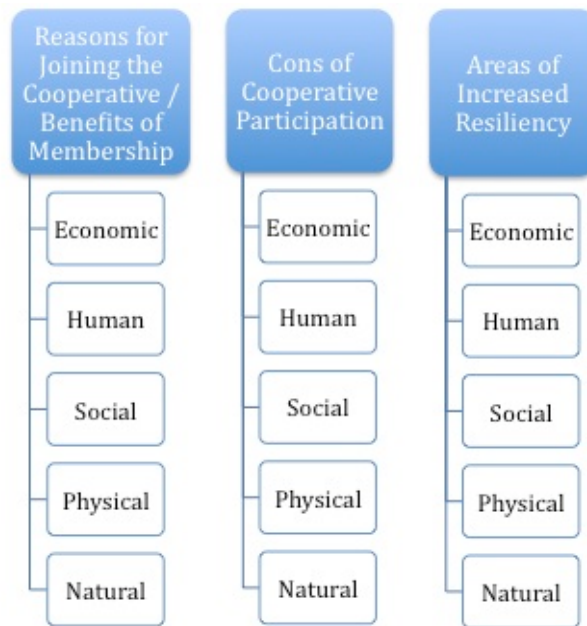 Reasons for
Joining the
Cooperative /
Benefits of
Membership
Economic
Human
Social
Physical
Natural
Cons of
Cooperative
Participation
Economic
Human
Social
Physical
Natural
Areas of
Increased
Resiliency
Economic
Human
Social
Physical
Natural